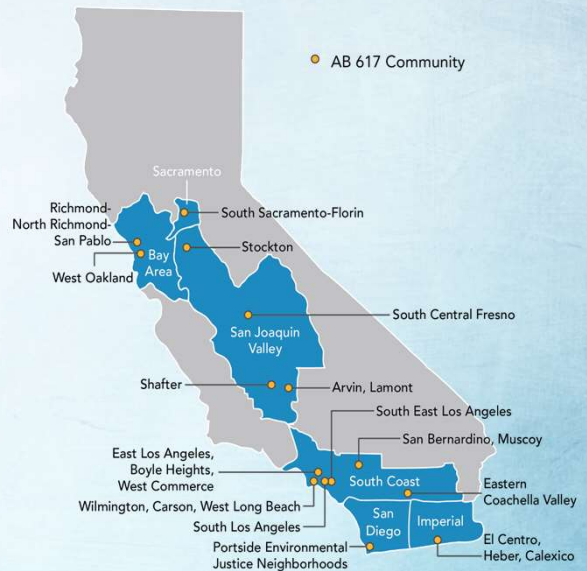 AB 617 Community
Sacramento
Richmond-
North Richmond-
San Pablo
South Sacramento-Florin
Stockton
Bay
Area
West Oakland
South Central Fresno
San Joaquin
Valley
Shafter
Arvin, Lamont
South East Los Angeles
San Bernardino, Muscoy
East Los Angeles,
Boyle Heights,
West Commerce
South Coast
Eastern
Coachella Valley
Wilmington, Carson, West Long Beach
South Los Angeles
San
Diego
Imperial
Portside Environmental
Justice Neighborhoods
El Centro,
Heber, Calexico